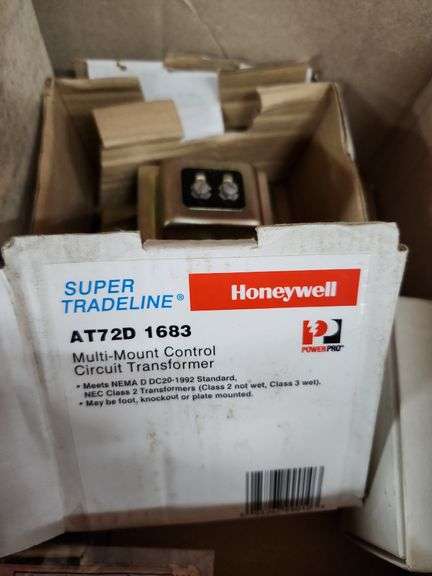 SUPER
TRADELINE®
Honeywell
AT72D 1683
Multi-Mount Control
Circuit Transformer
POWERPRO™
• Meets NEMA D DC20-1992 Standard,
NEC Class 2 Transformers (Class 2 not wet, Class 3 wet).
• May be foot, knockout or plate mounted.